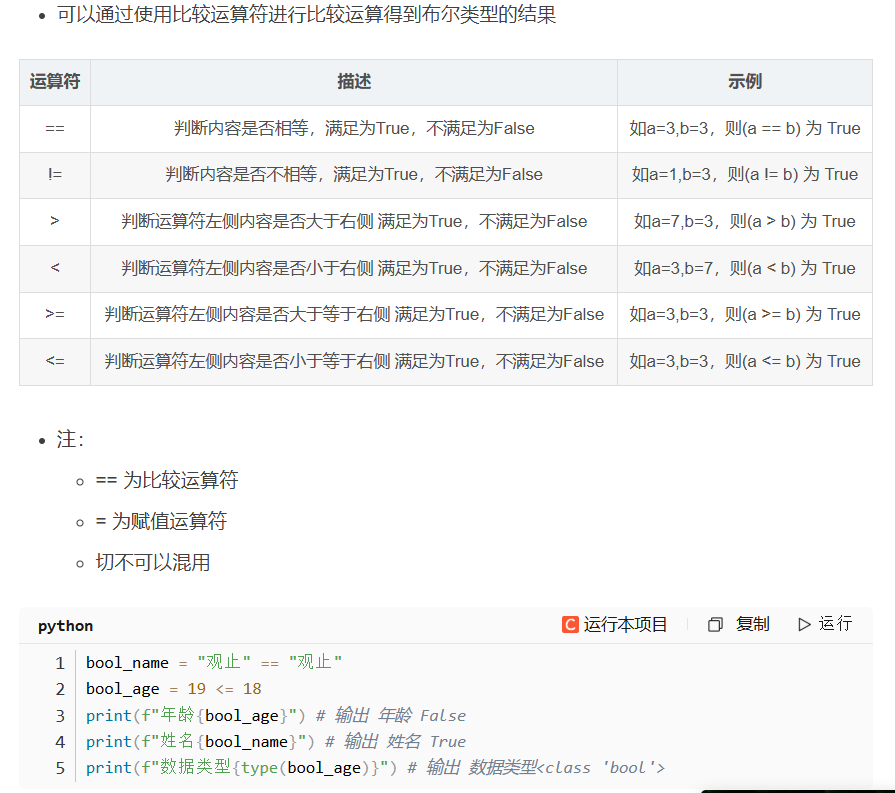 可以通过使用比较运算符进行比较运算得到布尔类型的结果
运算符 描述 示例
== 判断内容是否相等，满足为True，不满足为False 如a=3,b=3，则(a == b) 为 True
!= 判断内容是否不相等，满足为True，不满足为False 如a=1,b=3，则(a != b) 为 True
> 判断运算符左侧内容是否大于右侧 满足为True，不满足为False 如a=7,b=3，则(a > b) 为 True
< 判断运算符左侧内容是否小于右侧 满足为True，不满足为False 如a=3,b=7，则(a < b) 为 True
>= 判断运算符左侧内容是否大于等于右侧 满足为True，不满足为False 如a=3,b=3，则(a >= b) 为 True
<= 判断运算符左侧内容是否小于等于右侧 满足为True，不满足为False 如a=3,b=3，则(a <= b) 为 True
注：
== 为比较运算符
= 为赋值运算符
切不可以混用
python C 运行本项目 复制 运行
1 bool_name = "观止" == "观止"
2 bool_age = 19 <= 18
3 print(f"年龄{bool_age}") # 输出 年龄 False
4 print(f"姓名{bool_name}") # 输出 姓名 True
5 print(f"数据类型{type(bool_age)}") # 输出 数据类型<class 'bool'>